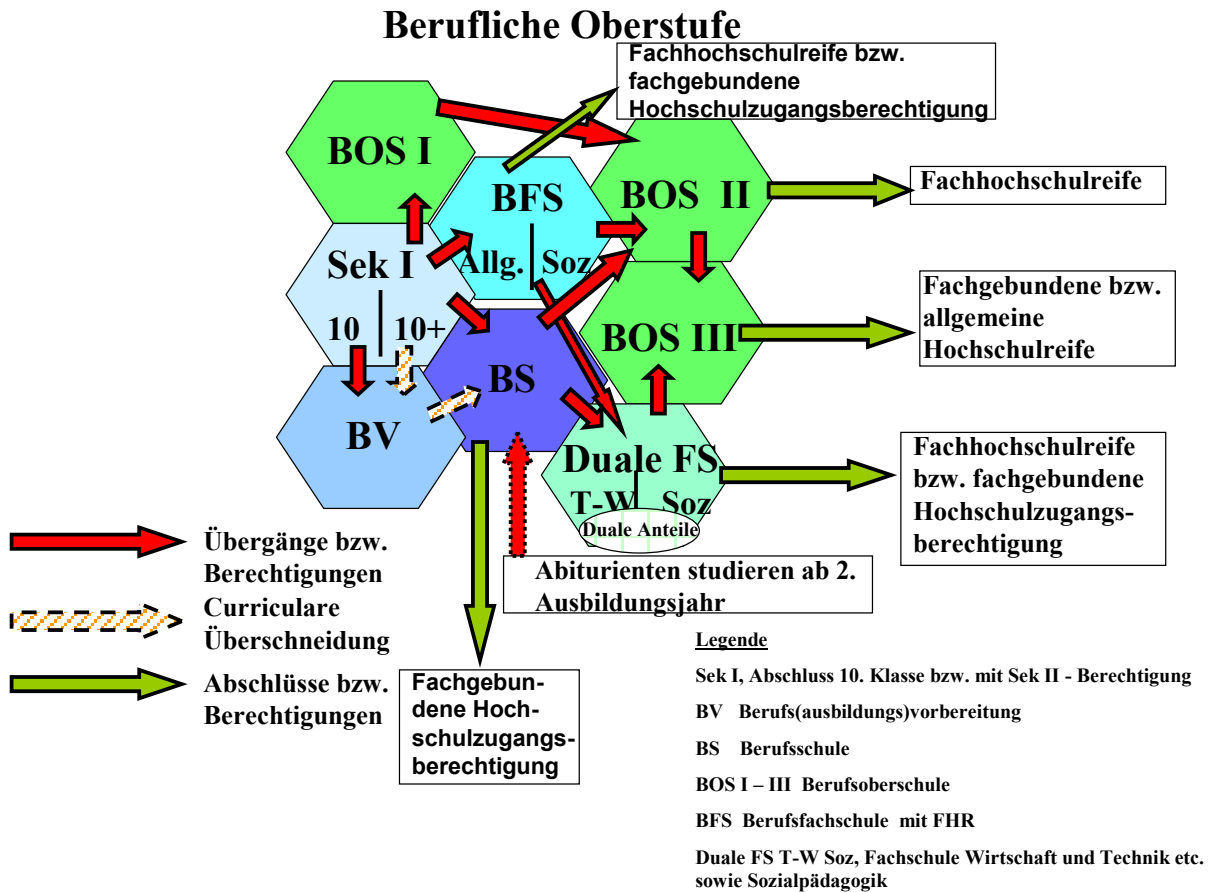 Berufliche Oberstufe
Fachhochschulreife bzw.
fachgebundene
Hochschulzugangsberechtigung
BOS I
BFS
Allg. Soz
BOS II
Fachhochschulreife
Sek I
10 10+
BOS III
Fachgebundene bzw.
allgemeine
Hochschulreife
BS
BV
Duale FS
T-W Soz
Duale Anteile
Fachhochschulreife
bzw. fachgebundene
Hochschulzugangs-
berechtigung
Übergänge bzw.
Berechtigungen
Curriculare
Überschneidung
Abschlüsse bzw.
Berechtigungen
Abiturienten studieren ab 2.
Ausbildungsjahr
Fachgebun-
dene Hoch-
schulzugangs-
berechtigung
Legende
Sek I, Abschluss 10. Klasse bzw. mit Sek II - Berechtigung
BV Berufs(ausbildungs)vorbereitung
BS Berufsschule
BOS I – III Berufsoberschule
BFS Berufsfachschule mit FHR
Duale FS T-W Soz, Fachschule Wirtschaft und Technik etc.
sowie Sozialpädagogik